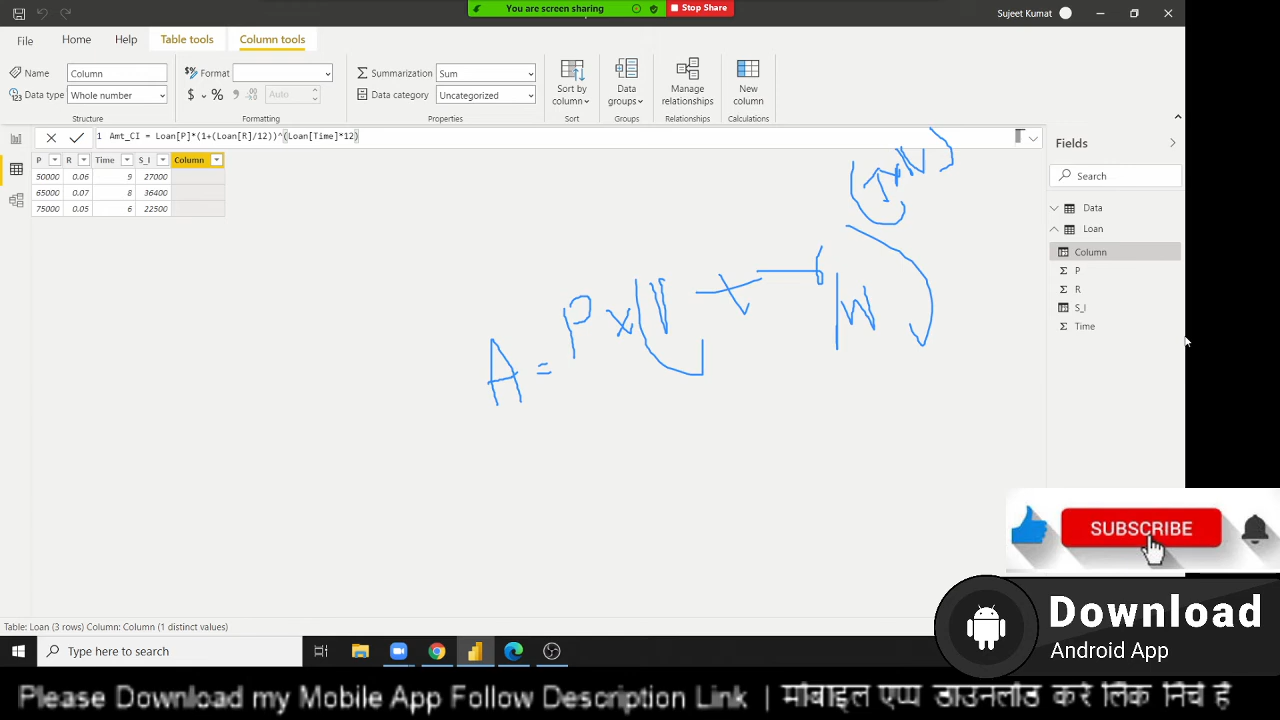 You are screen sharing
Stop Share
Sujeet Kumat
File
Home
Help
Table tools
Column tools
Name
Column
Data type
Whole number
Structure
Format
$ % Auto
Formatting
Summarization
Sum
Data category
Uncategorized
Properties
Sort by column
Sort
Data groups
Groups
Manage relationships
Relationships
New column
Calculations
1 Amt_CI = Loan[P]*(1+(Loan[R]/12))^(Loan[Time]*12)
P R Time S_I Column
50000 0.06 9 27000
65000 0.07 8 36400
75000 0.05 6 22500
Fields
Search
Data
Loan
Column
P
R
S_I
Time
A = P x
SUBSCRIBE
Download
Android App
Table: Loan (3 rows) Column: Column (1 distinct values)
Type here to search
Please Download my Mobile App Follow Description Link | मोबाइल एप्प डाउनलोड करे लिंक निचे है